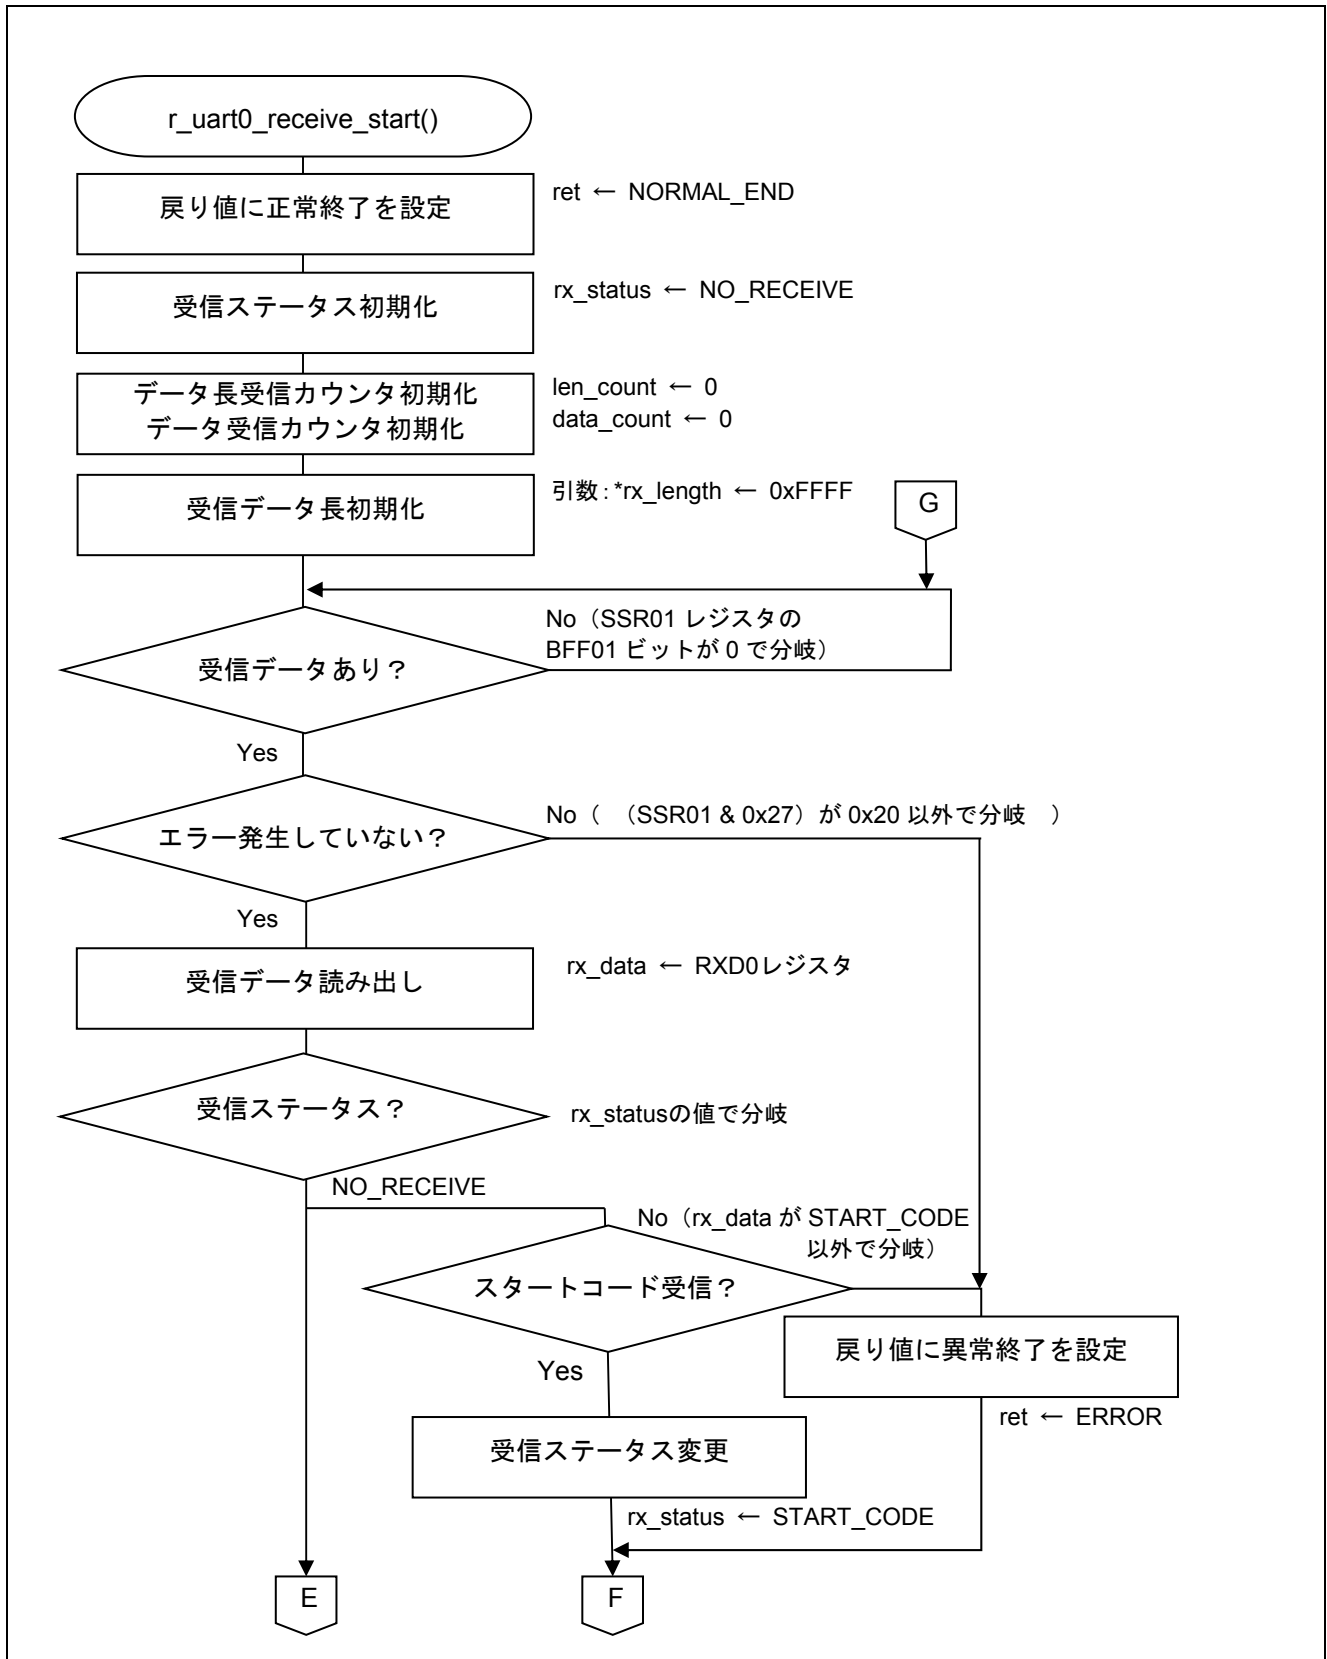 r_uart0_receive_start()
戻り値に正常終了を設定
ret ← NORMAL_END
受信ステータス初期化
rx_status ← NO_RECEIVE
データ長受信カウンタ初期化
データ受信カウンタ初期化
len_count ← 0
data_count ← 0
受信データ長初期化
引数：*rx_length ← 0xFFFF
G
No（SSR01 レジスタの
BFF01 ビットが 0 で分岐）
受信データあり？
Yes
No（ （SSR01 & 0x27）が 0x20 以外で分岐 ）
エラー発生していない？
Yes
受信データ読み出し
rx_data ← RXD0レジスタ
受信ステータス？
rx_statusの値で分岐
NO_RECEIVE
No（rx_data が START_CODE
以外で分岐）
スタートコード受信？
戻り値に異常終了を設定
Yes
ret ← ERROR
受信ステータス変更
rx_status ← START_CODE
E
F